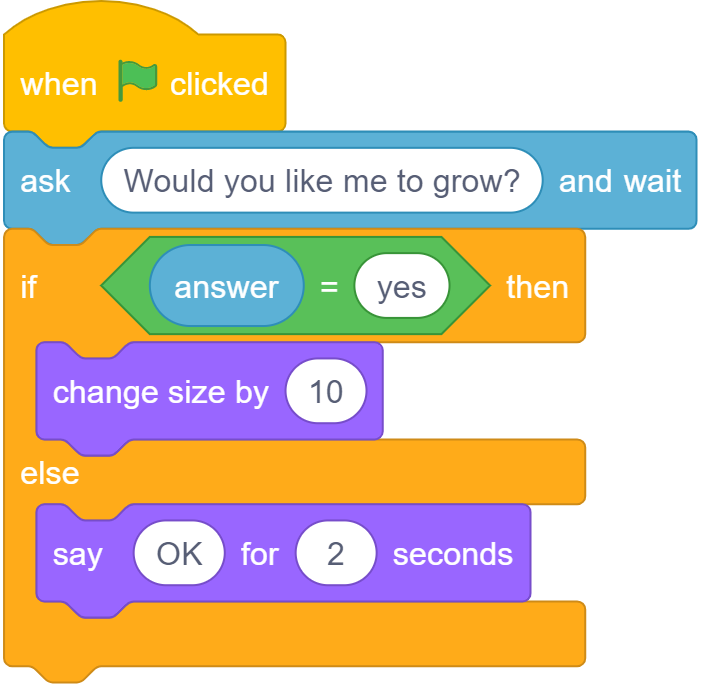 when clicked
ask Would you like me to grow? and wait
if answer = yes then
change size by 10
else
say OK for 2 seconds